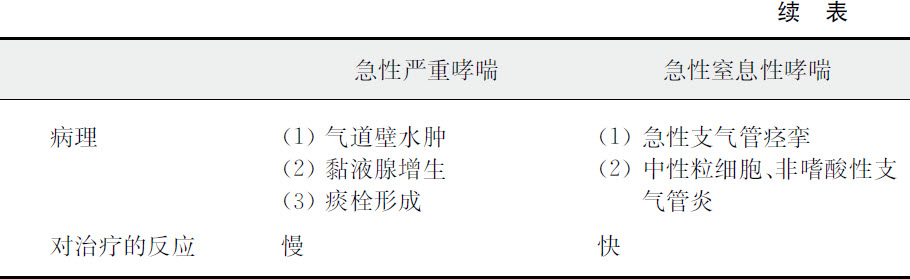 续 表
急性严重哮喘 急性窒息性哮喘
病理 (1) 气道壁水肿 (1) 急性支气管痉挛
(2) 黏液腺增生 (2) 中性粒细胞、非嗜酸性支
(3) 痰栓形成 气管炎
对治疗的反应 慢 快